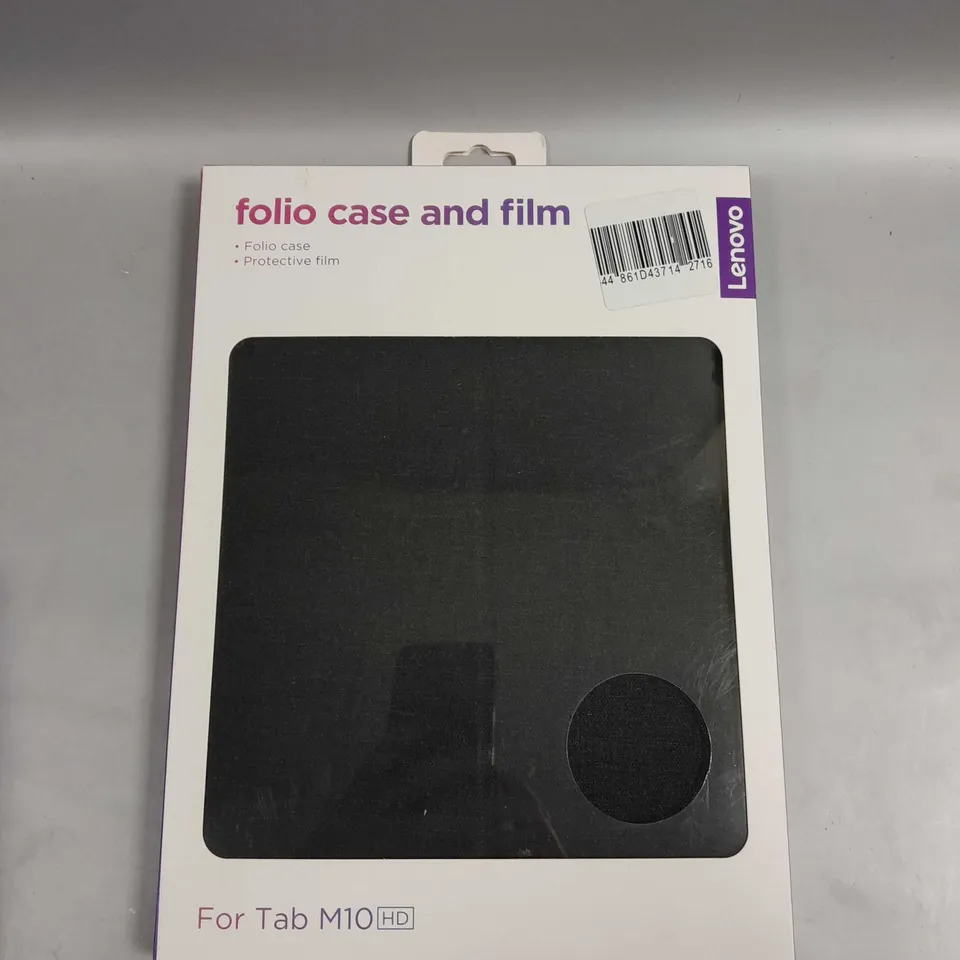 folio case and film
• Folio case
• Protective film
44 861D43714 2716
Lenovo
For Tab M10 HD